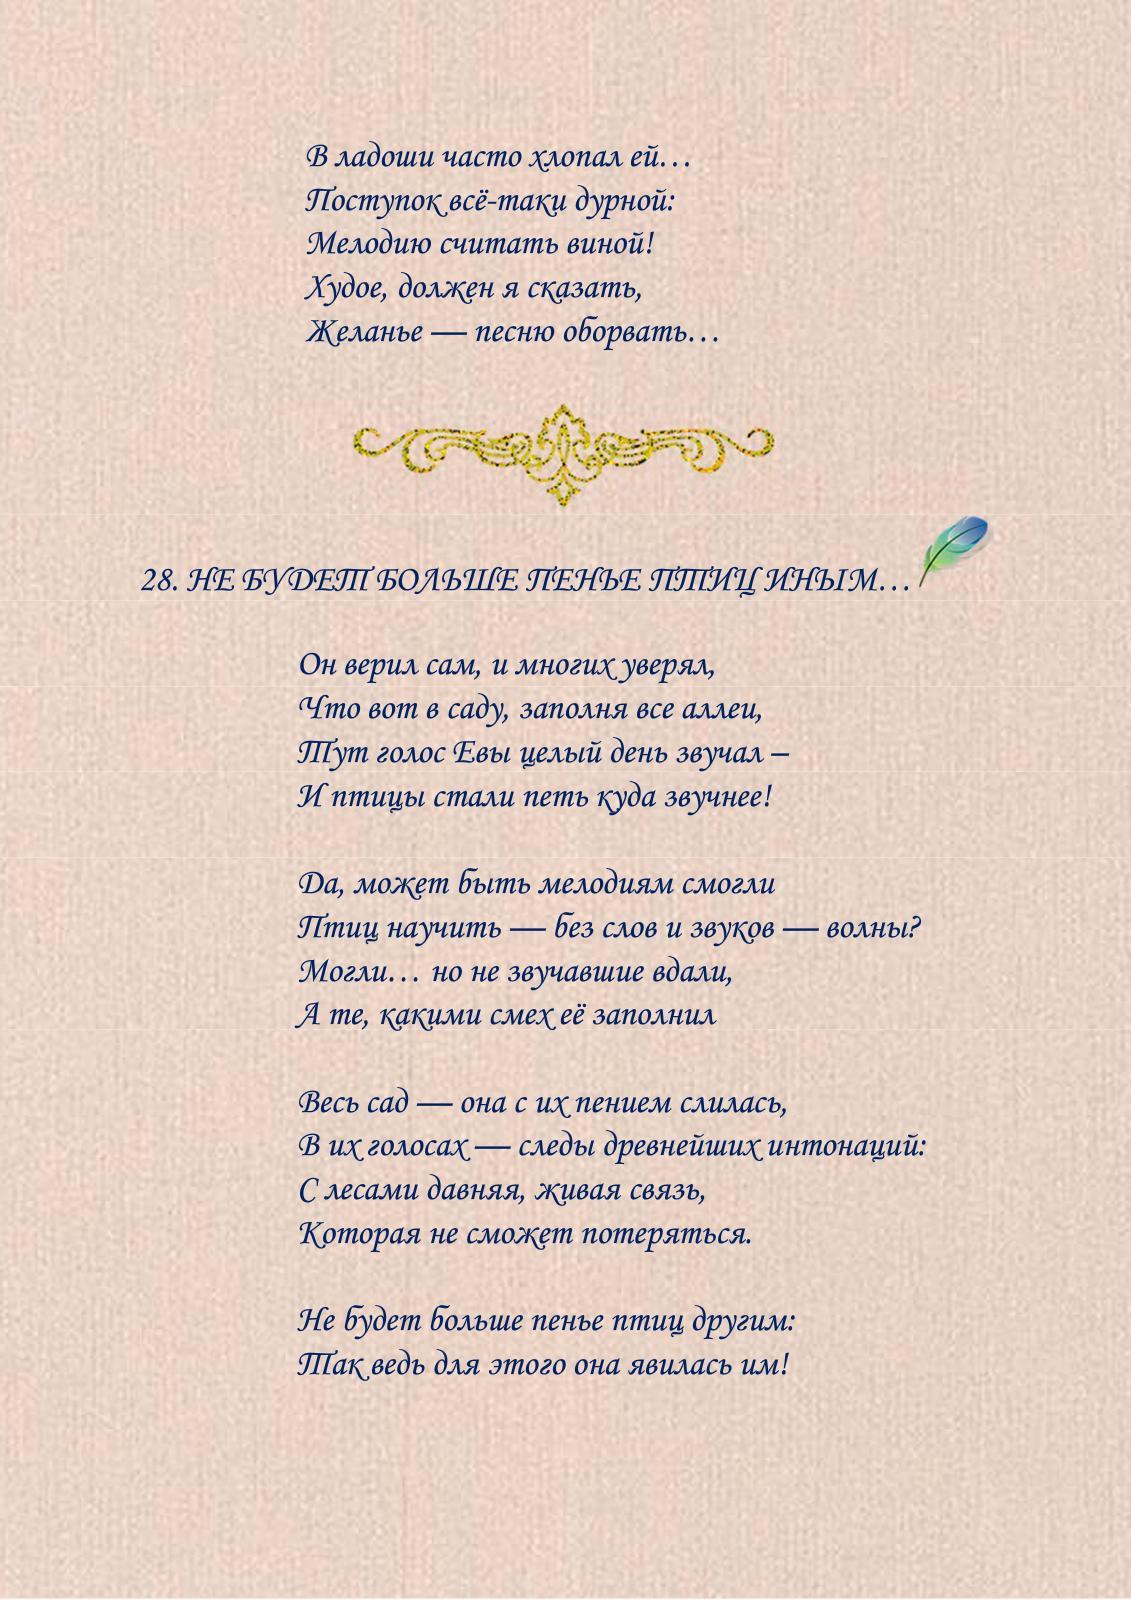 В ладоши часто хлопал ей…
Поступок всё-таки дурной:
Мелодию считать виной!
Худое, должен я сказать,
Желанье — песню оборвать…
28. НЕ БУДЕТ БОЛЬШЕ ПЕНЬЕ ПТИЦ ИНЫМ…
Он верил сам, и многих уверял,
Что вот в саду, заполня все аллеи,
Тут голос Евы целый день звучал –
И птицы стали петь куда звучнее!
Да, может быть мелодиям смогли
Птиц научить — без слов и звуков — волны?
Могли… но не звучавшие вдали,
А те, какими смех её заполнил
Весь сад — она с их пением слилась,
В их голосах — следы древнейших интонаций:
С лесами давняя, живая связь,
Которая не сможет потеряться.
Не будет больше пенье птиц другим:
Так ведь для этого она явилась им!